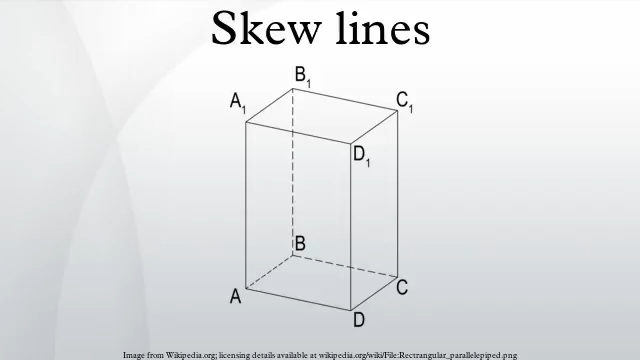 Skew lines
B₁
A₁
C₁
D₁
B
A
C
D
Image from Wikipedia.org; licensing details available at wikipedia.org/wiki/File:Rectrangular_parallelepiped.png